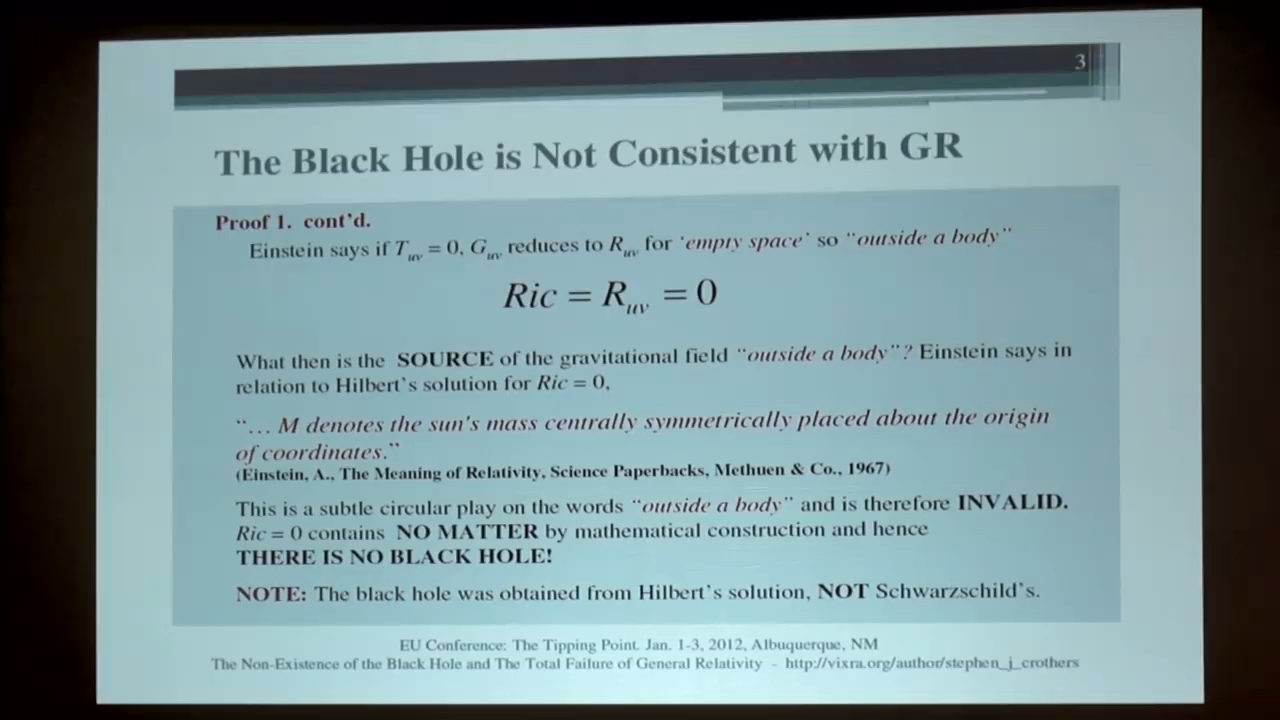 3
The Black Hole is Not Consistent with GR
Proof 1. cont'd.
Einstein says if T_uv = 0, G_uv reduces to R_uv for 'empty space' so "outside a body"
Ric = R_uv = 0
What then is the SOURCE of the gravitational field "outside a body"? Einstein says in
relation to Hilbert's solution for Ric = 0,
"… M denotes the sun's mass centrally symmetrically placed about the origin
of coordinates."
(Einstein, A., The Meaning of Relativity, Science Paperbacks, Methuen & Co., 1967)
This is a subtle circular play on the words "outside a body" and is therefore INVALID.
Ric = 0 contains NO MATTER by mathematical construction and hence
THERE IS NO BLACK HOLE!
NOTE: The black hole was obtained from Hilbert's solution, NOT Schwarzschild's.
EU Conference: The Tipping Point. Jan. 1-3, 2012, Albuquerque, NM
The Non-Existence of the Black Hole and The Total Failure of General Relativity - http://vixra.org/author/stephen_j_crothers